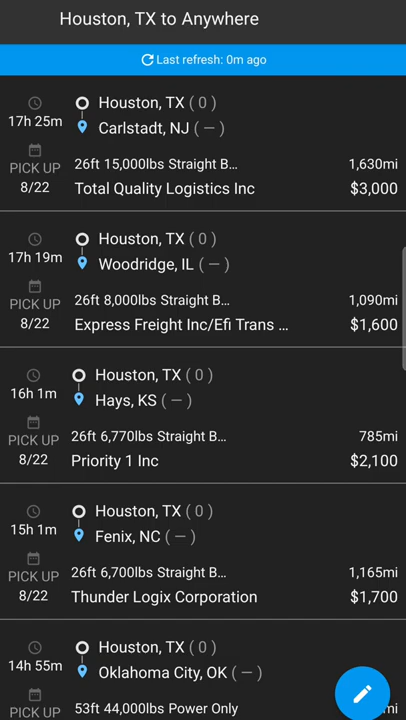 Houston, TX to Anywhere
Last refresh: 0m ago
17h 25m
Houston, TX ( 0 )
Carlstadt, NJ ( — )
PICK UP
8/22
26ft 15,000lbs Straight B...
1,630mi
Total Quality Logistics Inc
$3,000
17h 19m
Houston, TX ( 0 )
Woodridge, IL ( — )
PICK UP
8/22
26ft 8,000lbs Straight B...
1,090mi
Express Freight Inc/Efi Trans ...
$1,600
16h 1m
Houston, TX ( 0 )
Hays, KS ( — )
PICK UP
8/22
26ft 6,770lbs Straight B...
785mi
Priority 1 Inc
$2,100
15h 1m
Houston, TX ( 0 )
Fenix, NC ( — )
PICK UP
8/22
26ft 6,700lbs Straight B...
1,165mi
Thunder Logix Corporation
$1,700
14h 55m
Houston, TX ( 0 )
Oklahoma City, OK ( — )
PICK UP
53ft 44,000lbs Power Only
mi